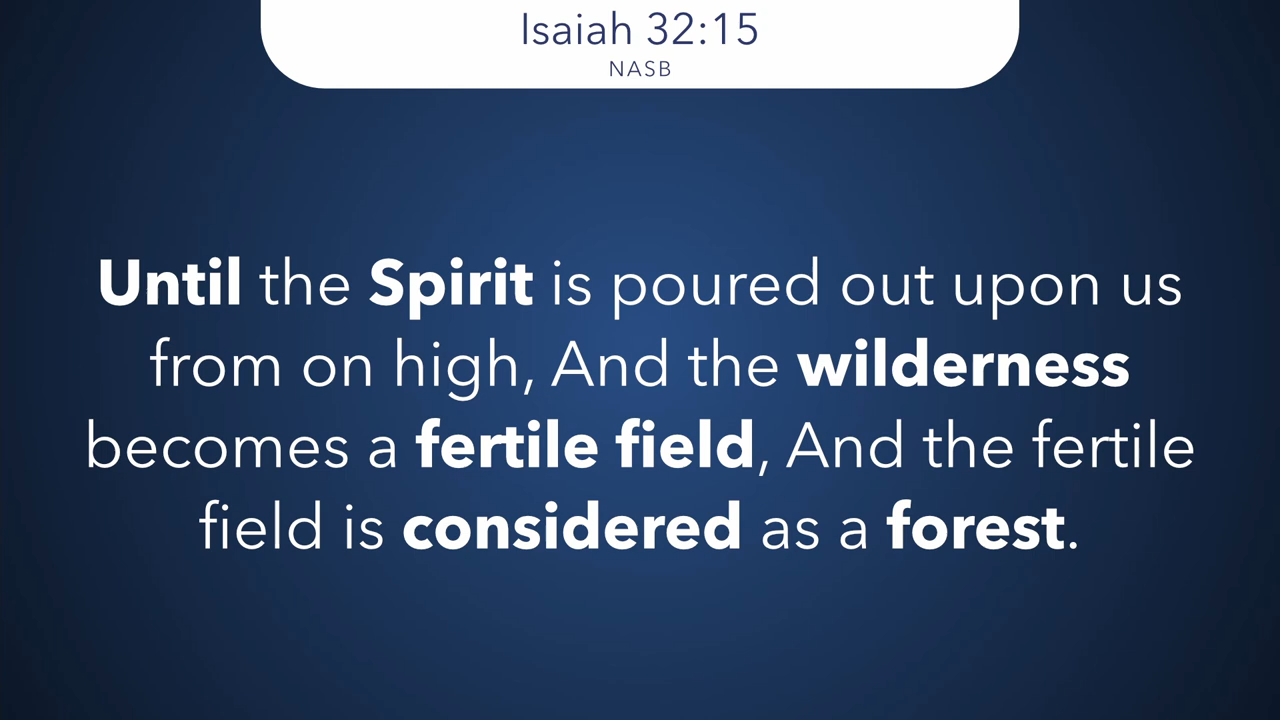 Isaiah 32:15
NASB
Until the Spirit is poured out upon us
from on high, And the wilderness
becomes a fertile field, And the fertile
field is considered as a forest.